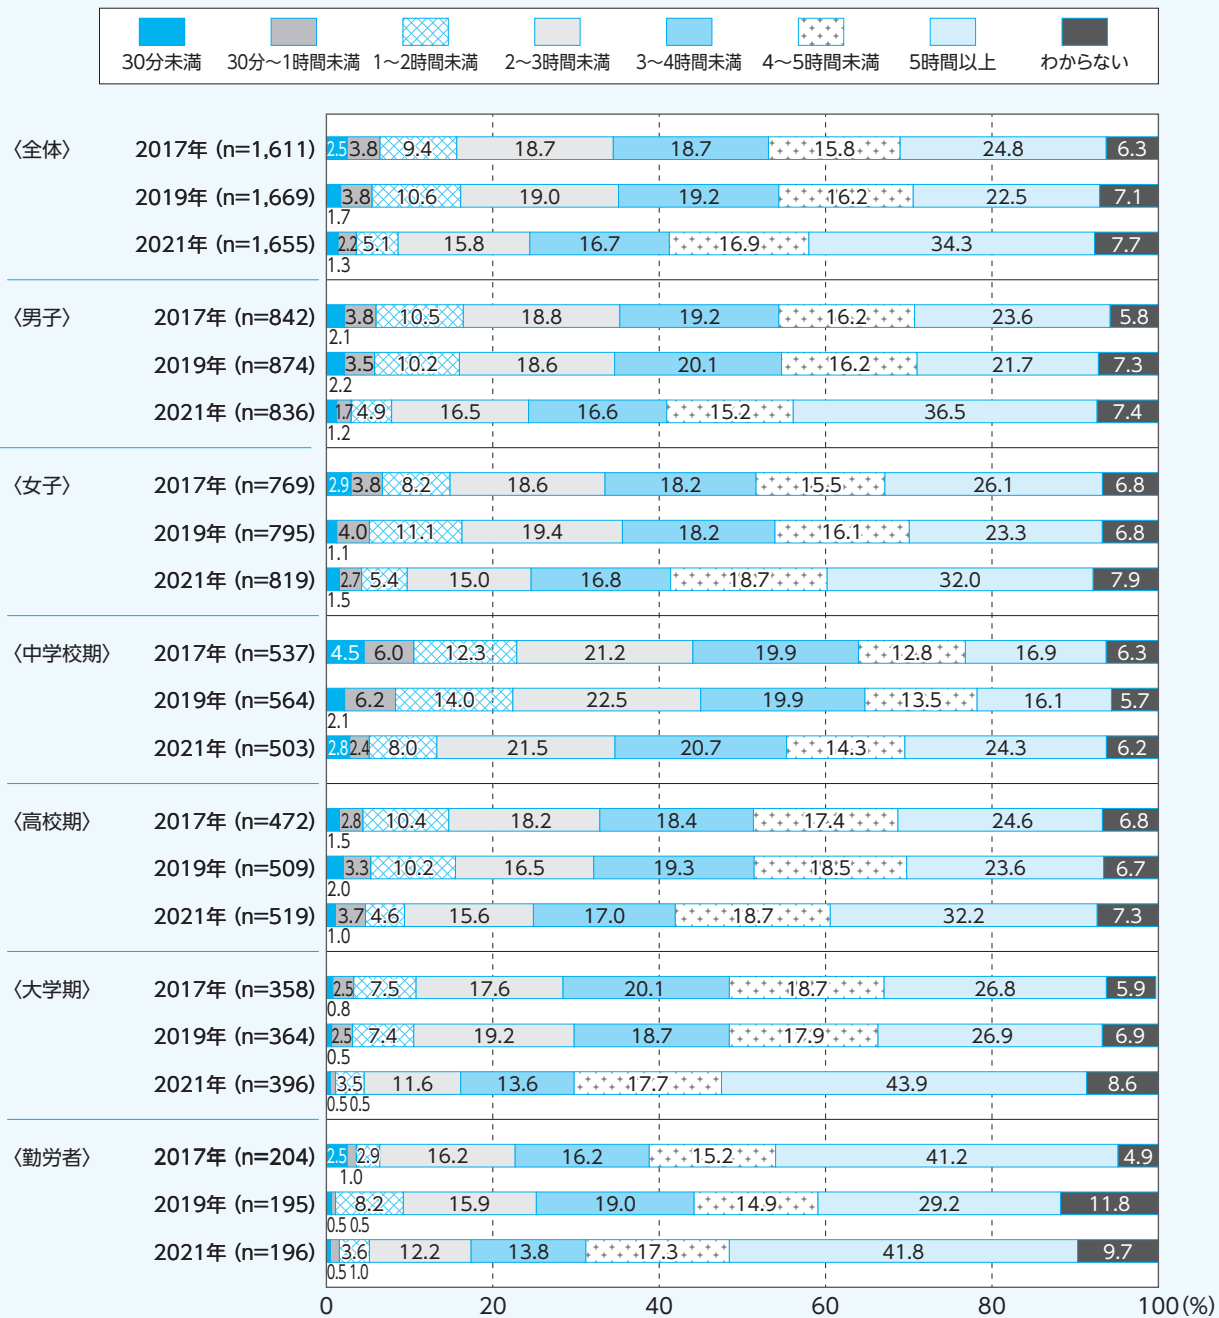 30分未満 30分～1時間未満 1～2時間未満 2～3時間未満 3～4時間未満 4～5時間未満 5時間以上 わからない
〈全体〉 2017年 (n=1,611) 2.5 3.8 9.4 18.7 18.7 15.8 24.8 6.3
2019年 (n=1,669) 3.8 10.6 19.0 19.2 16.2 22.5 7.1
1.7
2021年 (n=1,655) 2.2 5.1 15.8 16.7 16.9 34.3 7.7
1.3
〈男子〉 2017年 (n=842) 3.8 10.5 18.8 19.2 16.2 23.6 5.8
2.1
2019年 (n=874) 3.5 10.2 18.6 20.1 16.2 21.7 7.3
2.2
2021年 (n=836) 1.7 4.9 16.5 16.6 15.2 36.5 7.4
1.2
〈女子〉 2017年 (n=769) 2.9 3.8 8.2 18.6 18.2 15.5 26.1 6.8
2019年 (n=795) 4.0 11.1 19.4 18.2 16.1 23.3 6.8
1.1
2021年 (n=819) 2.7 5.4 15.0 16.8 18.7 32.0 7.9
1.5
〈中学校期〉 2017年 (n=537) 4.5 6.0 12.3 21.2 19.9 12.8 16.9 6.3
2019年 (n=564) 6.2 14.0 22.5 19.9 13.5 16.1 5.7
2.1
2021年 (n=503) 2.8 2.4 8.0 21.5 20.7 14.3 24.3 6.2
〈高校期〉 2017年 (n=472) 2.8 10.4 18.2 18.4 17.4 24.6 6.8
1.5
2019年 (n=509) 3.3 10.2 16.5 19.3 18.5 23.6 6.7
2.0
2021年 (n=519) 3.7 4.6 15.6 17.0 18.7 32.2 7.3
1.0
〈大学期〉 2017年 (n=358) 2.5 7.5 17.6 20.1 18.7 26.8 5.9
0.8
2019年 (n=364) 2.5 7.4 19.2 18.7 17.9 26.9 6.9
0.5
2021年 (n=396) 3.5 11.6 13.6 17.7 43.9 8.6
0.5 0.5
〈勤労者〉 2017年 (n=204) 2.5 2.9 16.2 16.2 15.2 41.2 4.9
1.0
2019年 (n=195) 8.2 15.9 19.0 14.9 29.2 11.8
0.5 0.5
2021年 (n=196) 3.6 12.2 13.8 17.3 41.8 9.7
0.5 1.0
0 20 40 60 80 100(%)